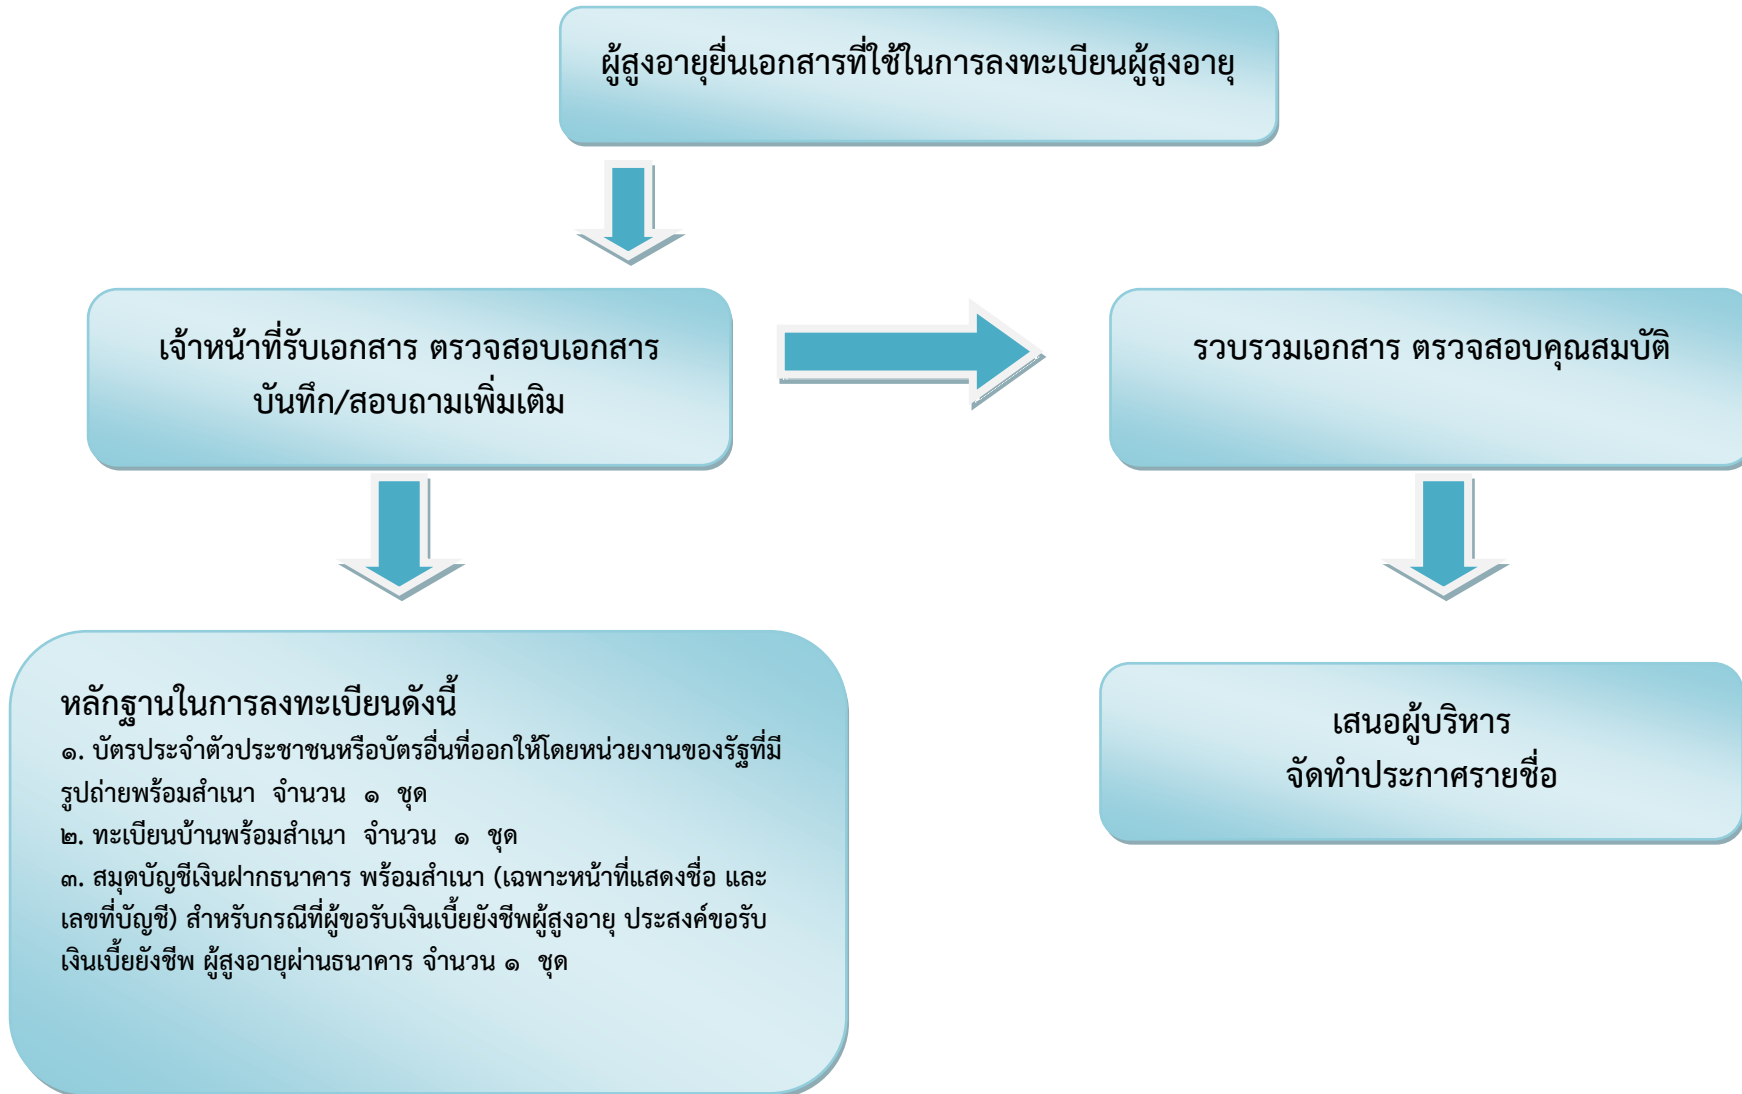 ผู้สูงอายุยื่นเอกสารที่ใช้ในการลงทะเบียนผู้สูงอายุ
เจ้าหน้าที่รับเอกสาร ตรวจสอบเอกสาร
บันทึก/สอบถามเพิ่มเติม
รวบรวมเอกสาร ตรวจสอบคุณสมบัติ
หลักฐานในการลงทะเบียนดังนี้
๑. บัตรประจำตัวประชาชนหรือบัตรอื่นที่ออกให้โดยหน่วยงานของรัฐที่มี
รูปถ่ายพร้อมสำเนา จำนวน ๑ ชุด
๒. ทะเบียนบ้านพร้อมสำเนา จำนวน ๑ ชุด
๓. สมุดบัญชีเงินฝากธนาคาร พร้อมสำเนา (เฉพาะหน้าที่แสดงชื่อ และ
เลขที่บัญชี) สำหรับกรณีที่ผู้ขอรับเงินเบี้ยยังชีพผู้สูงอายุ ประสงค์ขอรับ
เงินเบี้ยยังชีพ ผู้สูงอายุผ่านธนาคาร จำนวน ๑ ชุด
เสนอผู้บริหาร
จัดทำประกาศรายชื่อ